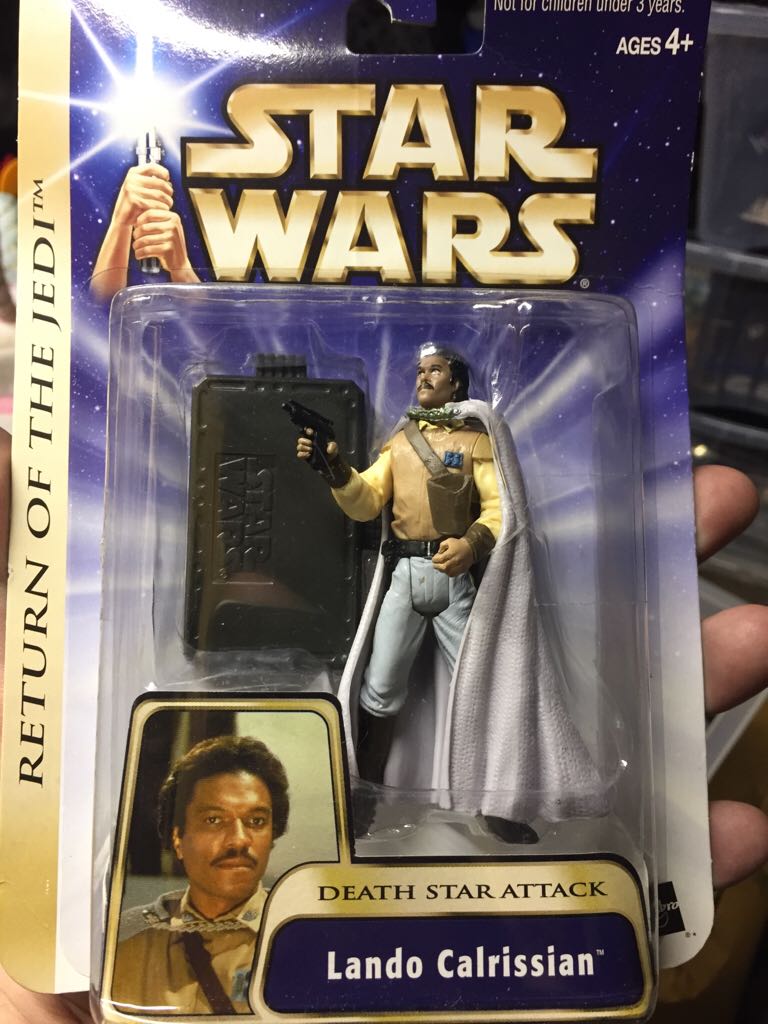 Not for children under 3 years.
AGES 4+
STAR
WARS®
RETURN OF THE JEDI™
STAR
WARS
DEATH STAR ATTACK
Lando Calrissian™